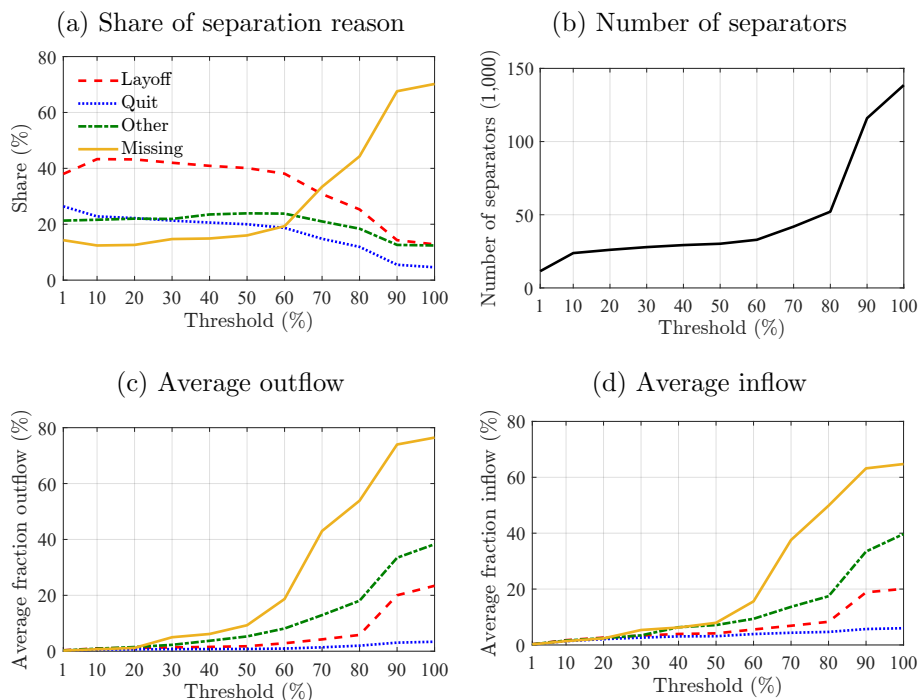 (a) Share of separation reason
80
60
40
20
0
Share (%)
Layoff
Quit
Other
Missing
1 10 20 30 40 50 60 70 80 90 100
Threshold (%)
(b) Number of separators
150
100
50
0
Number of separators (1,000)
1 10 20 30 40 50 60 70 80 90 100
Threshold (%)
(c) Average outflow
80
60
40
20
0
Average fraction outflow (%)
1 10 20 30 40 50 60 70 80 90 100
Threshold (%)
(d) Average inflow
80
60
40
20
0
Average fraction inflow (%)
1 10 20 30 40 50 60 70 80 90 100
Threshold (%)